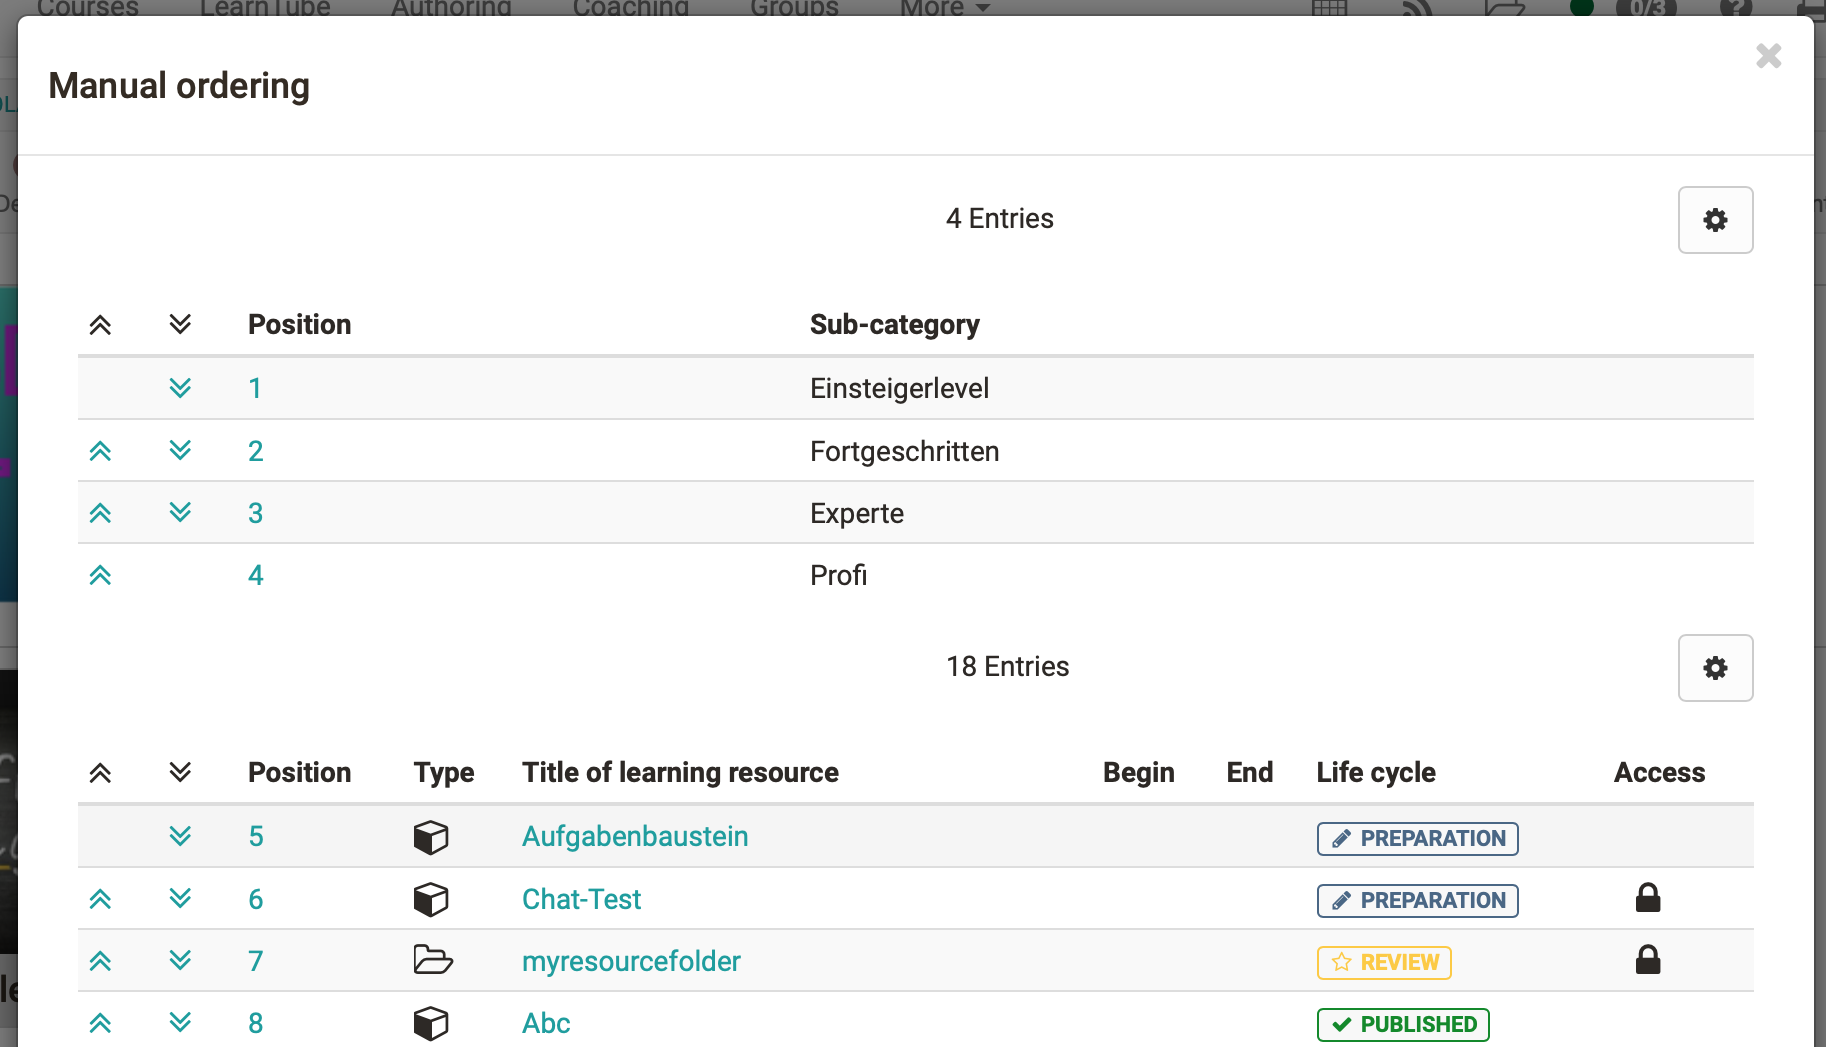 Courses LearnTube Authoring Coaching Groups More 0/3 ?
Manual ordering
4 Entries
Position Sub-category
1 Einsteigerlevel
2 Fortgeschritten
3 Experte
4 Profi
18 Entries
Position Type Title of learning resource Begin End Life cycle Access
5 Aufgabenbaustein PREPARATION
6 Chat-Test PREPARATION
7 myresourcefolder REVIEW
8 Abc PUBLISHED